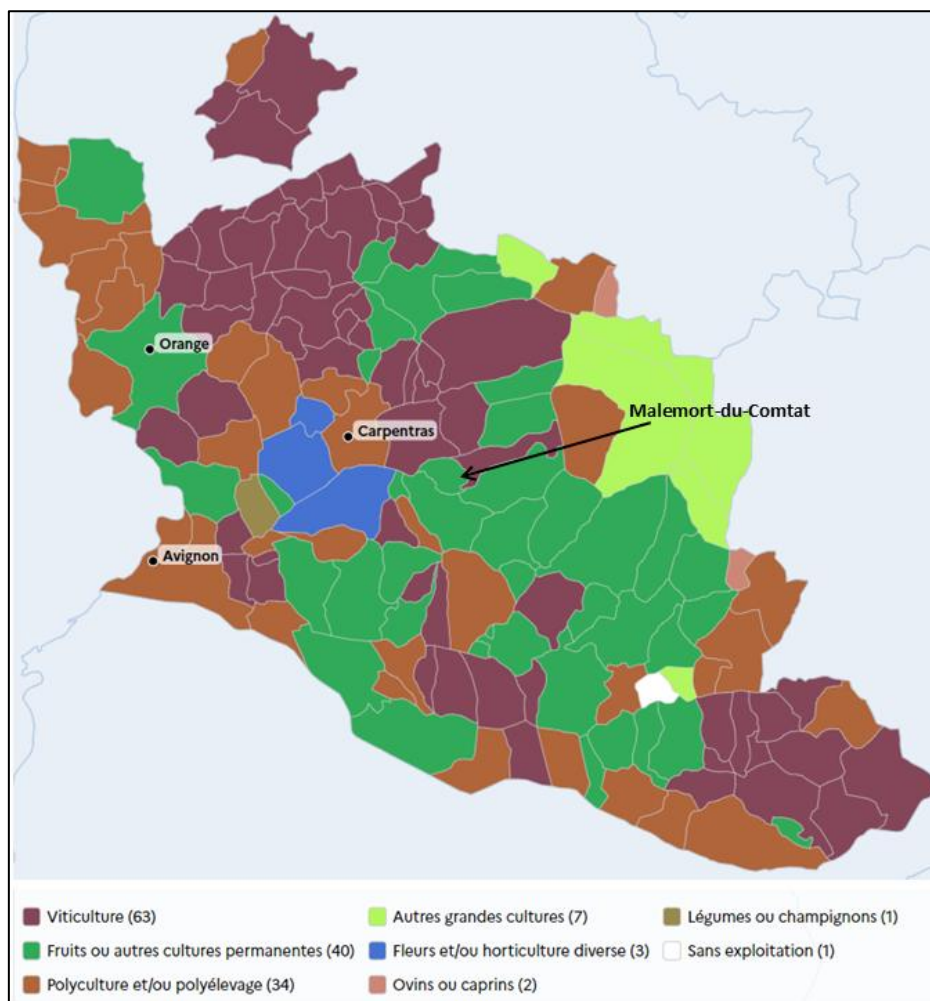 Orange
Malemort-du-Comtat
Carpentras
Avignon
Viticulture (63)
Autres grandes cultures (7)
Légumes ou champignons (1)
Fruits ou autres cultures permanentes (40)
Fleurs et/ou horticulture diverse (3)
Sans exploitation (1)
Polyculture et/ou polyélevage (34)
Ovins ou caprins (2)